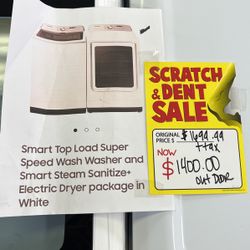 Smart Top Load Super
Speed Wash Washer and
Smart Steam Sanitize+
Electric Dryer package in
White
SCRATCH
& DENT
SALE
ORIGINAL
PRICE $ 1699.99
+tax
NOW
$1400.00
out DOOR